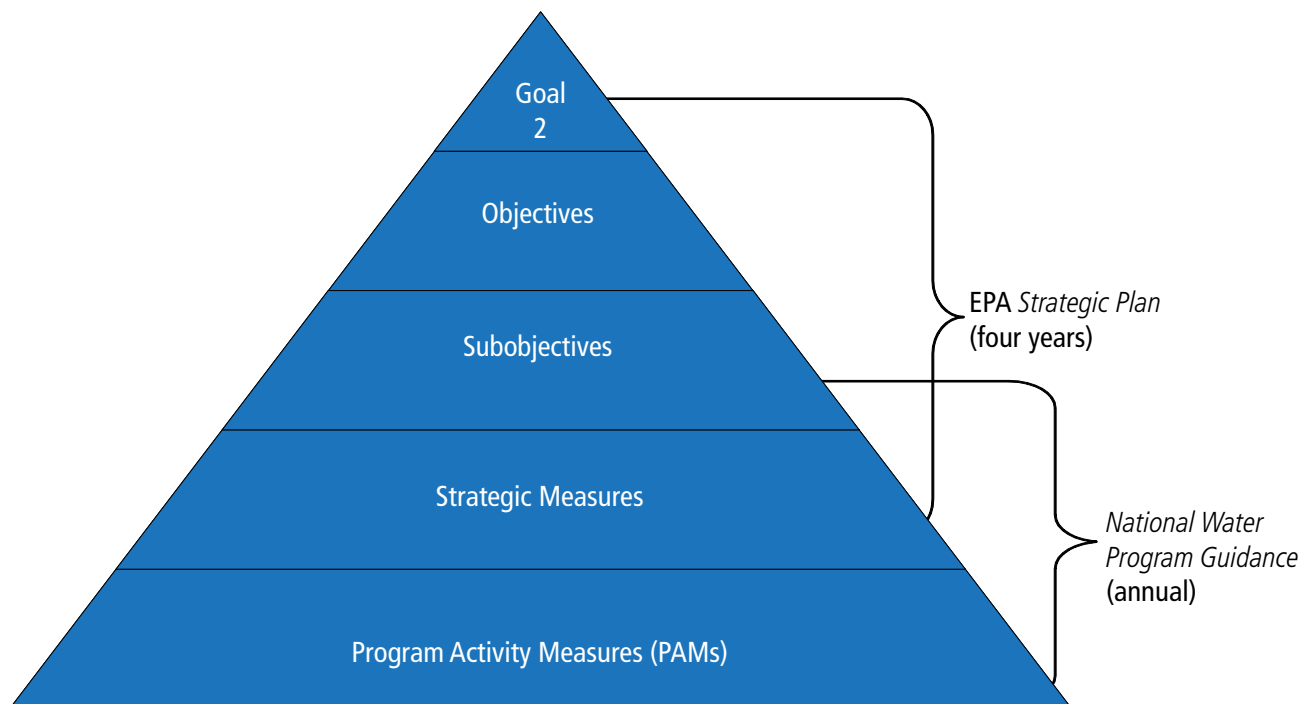 Goal
2
Objectives
Subobjectives
Strategic Measures
Program Activity Measures (PAMs)
EPA Strategic Plan
(four years)
National Water
Program Guidance
(annual)